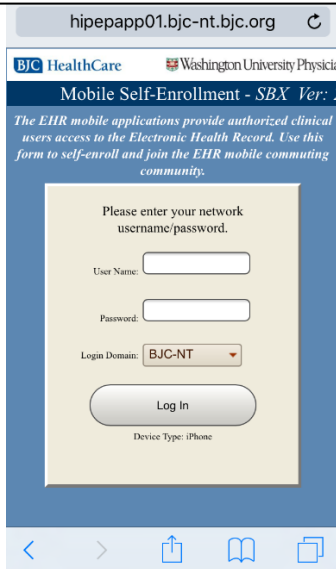 hipepapp01.bjc-nt.bjc.org
BJC HealthCare
Washington University Physicia
Mobile Self-Enrollment - SBX Ver:
The EHR mobile applications provide authorized clinical
users access to the Electronic Health Record. Use this
form to self-enroll and join the EHR mobile commuting
community.
Please enter your network
username/password.
User Name:
Password:
Login Domain: BJC-NT
Log In
Device Type: iPhone